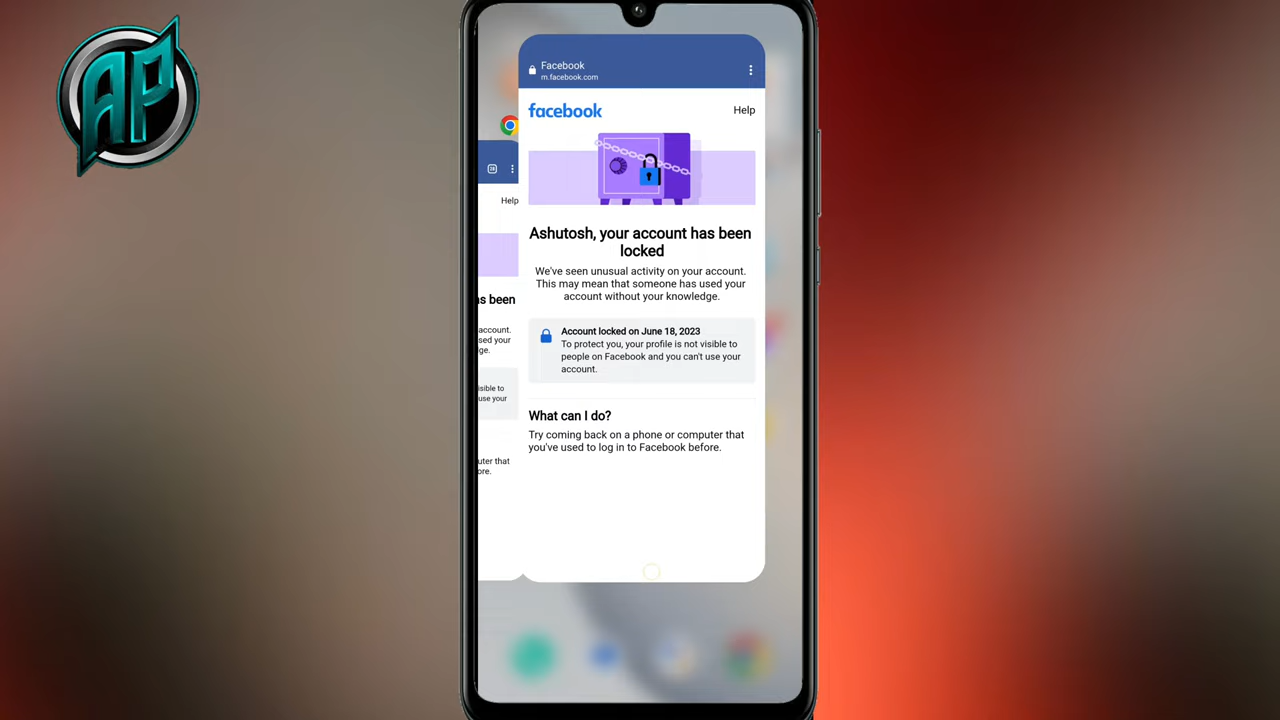 AP
Facebook
m.facebook.com
facebook
Help
Ashutosh, your account has been
locked
We've seen unusual activity on your account.
This may mean that someone has used your
account without your knowledge.
Account locked on June 18, 2023
To protect you, your profile is not visible to
people on Facebook and you can't use your
account.
What can I do?
Try coming back on a phone or computer that
you've used to log in to Facebook before.
28
Help
as been
account.
sed your
ge.
isible to
use your
uter that
ore.